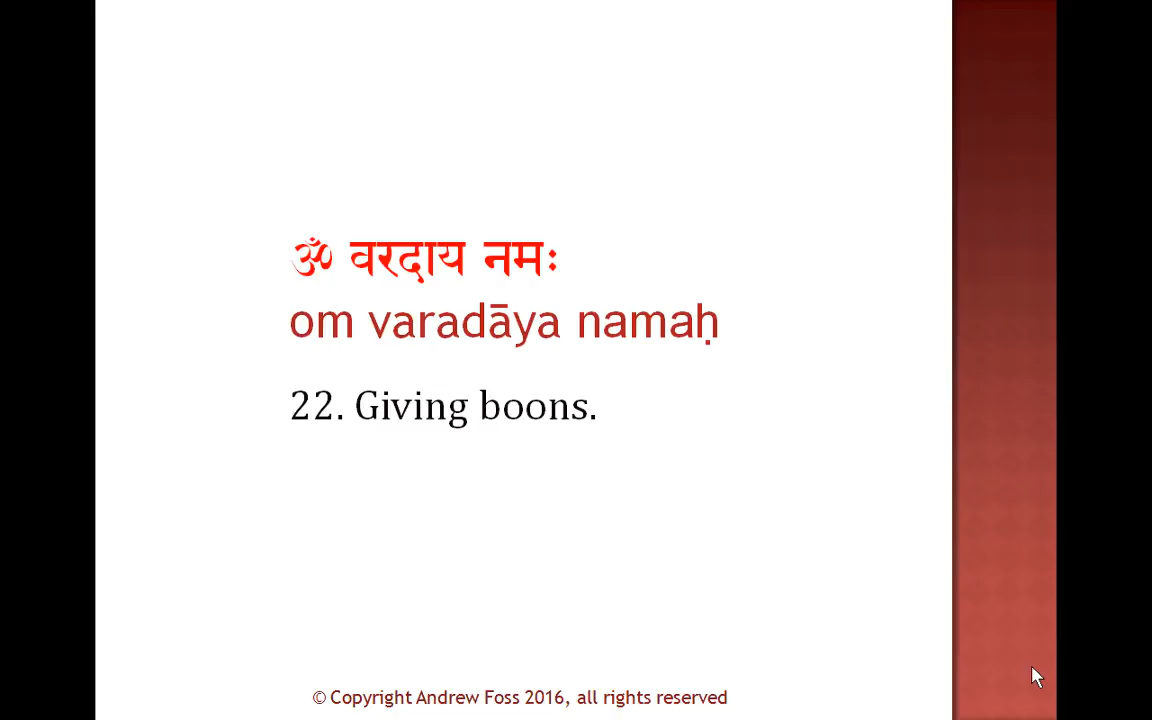 ॐ वरदाय नमः
om varadāya namaḥ
22. Giving boons.
© Copyright Andrew Foss 2016, all rights reserved